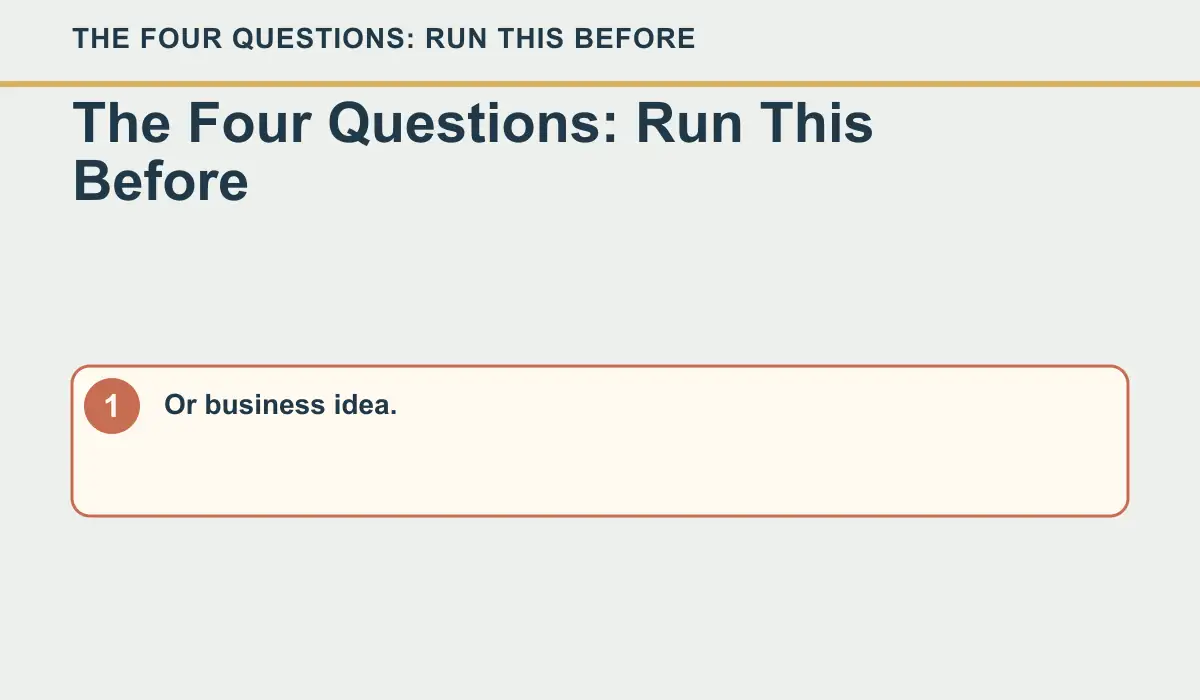 THE FOUR QUESTIONS: RUN THIS BEFORE
The Four Questions: Run This
Before
1 Or business idea.